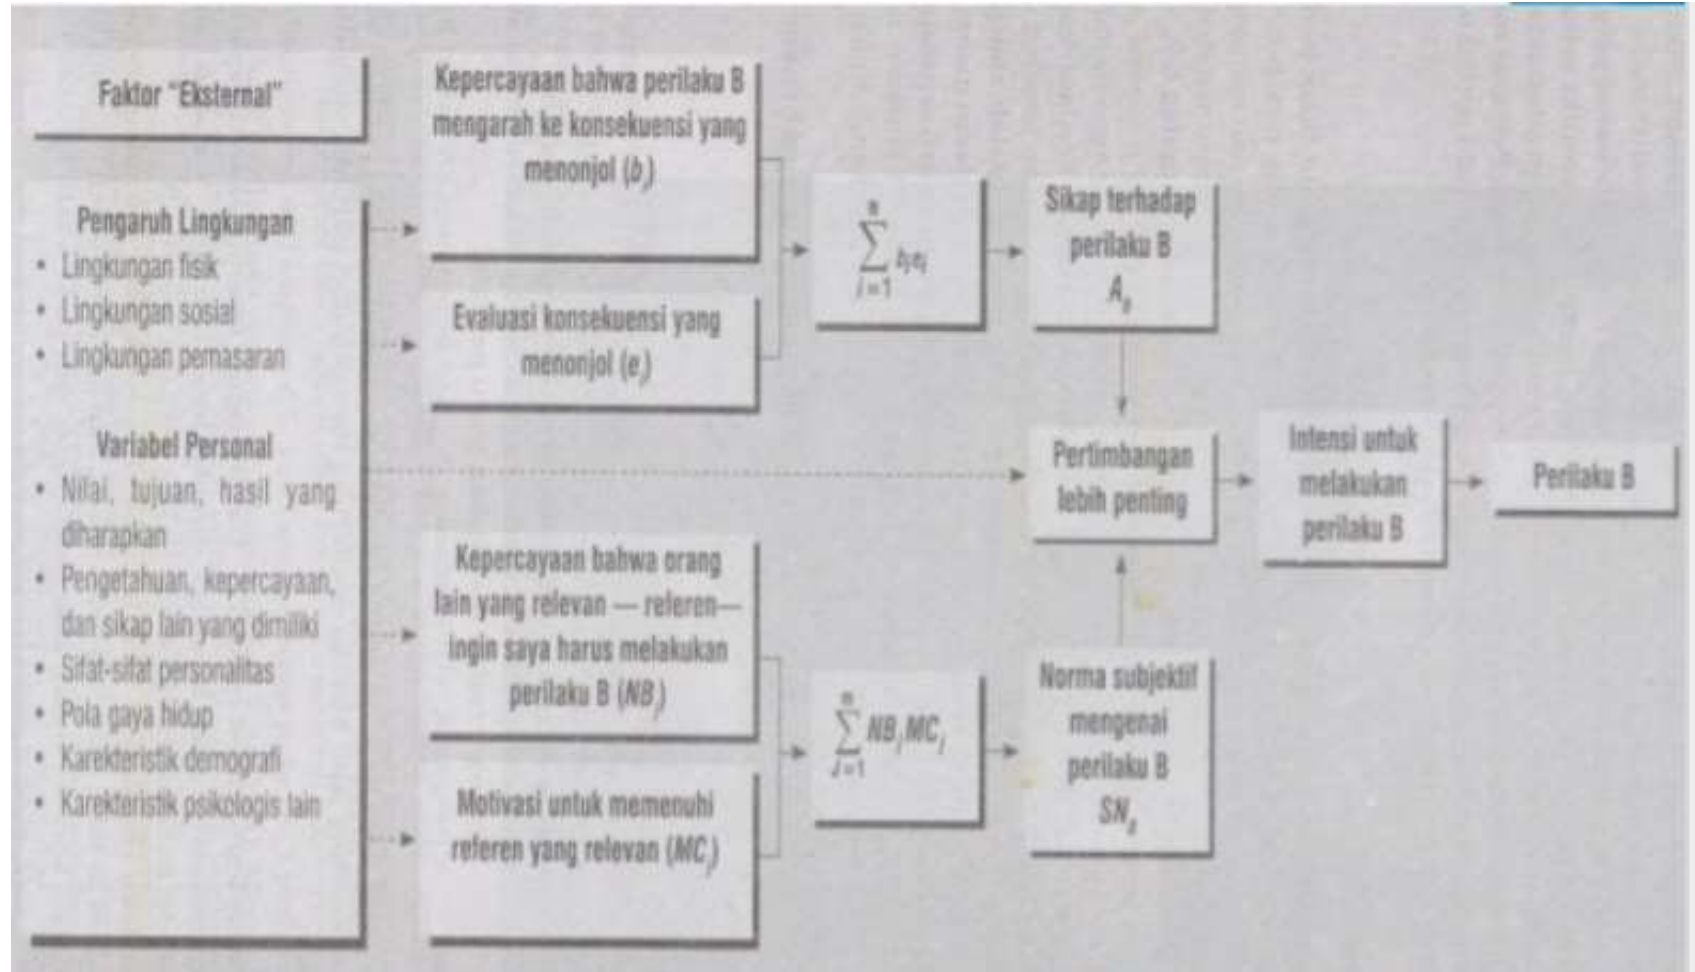 Faktor “Eksternal”
Pengaruh Lingkungan
• Lingkungan fisik
• Lingkungan sosial
• Lingkungan pemasaran
Variabel Personal
• Nilai, tujuan, hasil yang
diharapkan
• Pengetahuan, kepercayaan,
dan sikap lain yang dimiliki
• Sifat-sifat personalitas
• Pola gaya hidup
• Karekteristik demografi
• Karekteristik psikologis lain
Kepercayaan bahwa perilaku B
mengarah ke konsekuensi yang
menonjol (bᵢ)
Evaluasi konsekuensi yang
menonjol (eᵢ)
Kepercayaan bahwa orang
lain yang relevan — referen—
ingin saya harus melakukan
perilaku B (NBⱼ)
Motivasi untuk memenuhi
referen yang relevan (MCⱼ)
n
∑ bᵢeᵢ
i=1
n
∑ NBⱼMCⱼ
J=1
Sikap terhadap
perilaku B
A
Pertimbangan
lebih penting
Norma subjektif
mengenai
perilaku B
SN
Intensi untuk
melakukan
perilaku B
Perilaku B